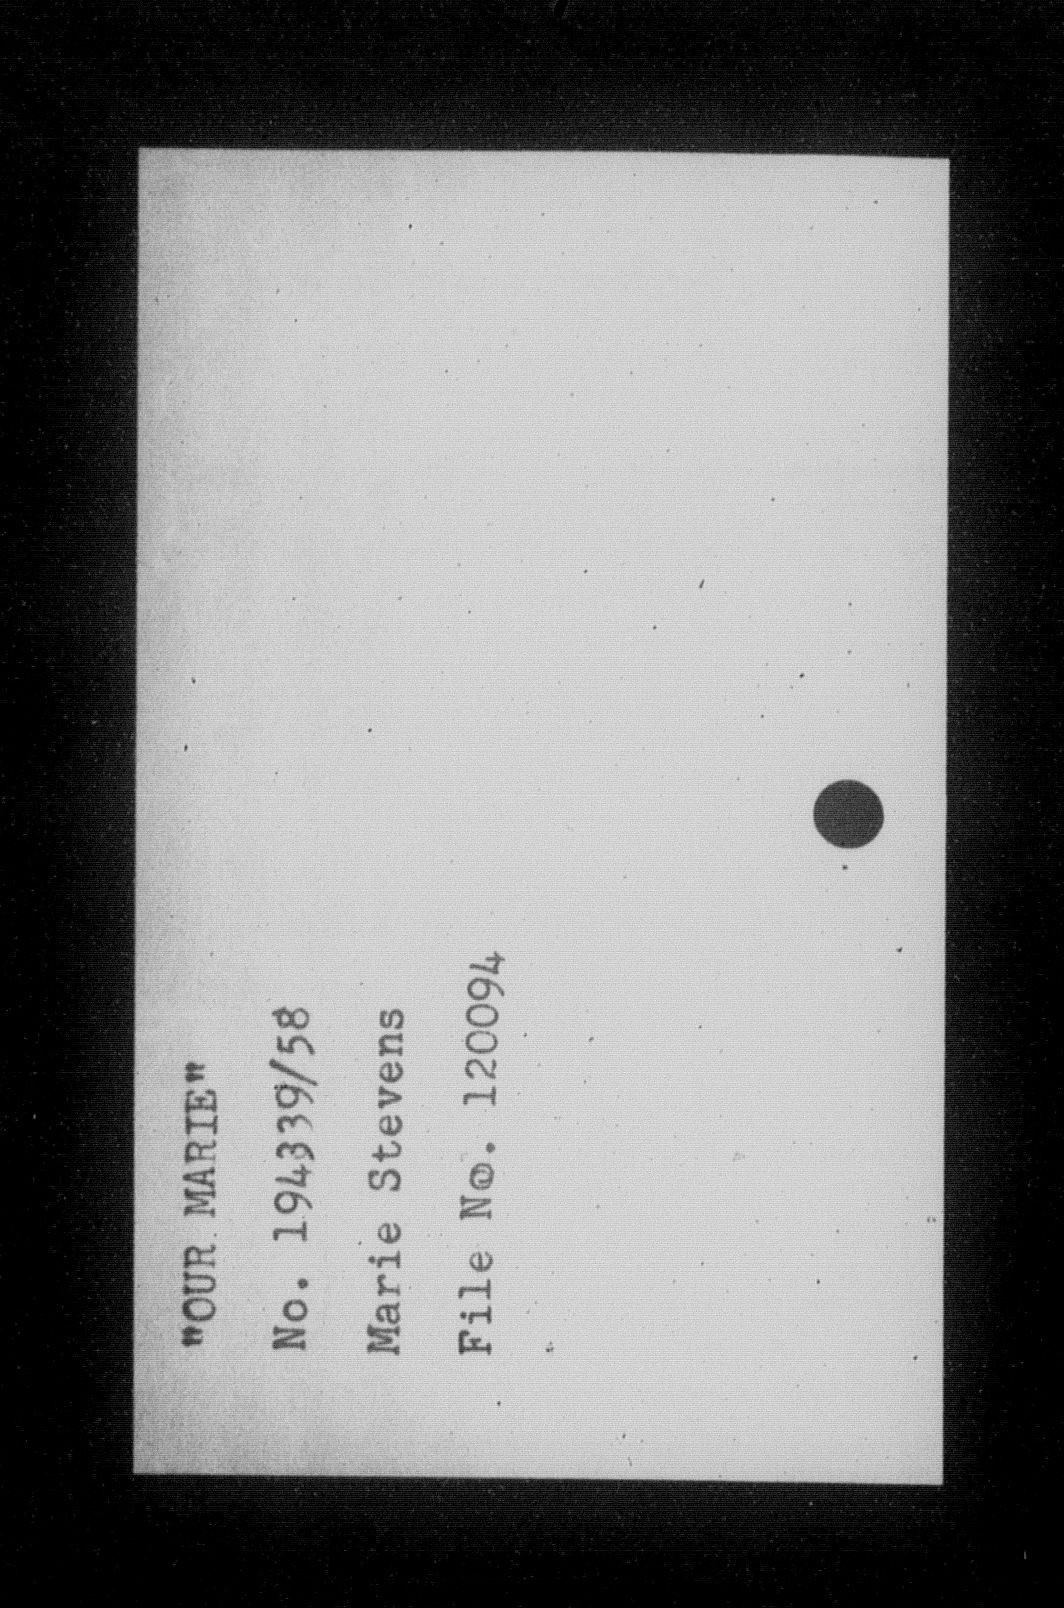 "OUR MARIE"
No. 194339/58
Marie Stevens
File No. 120094